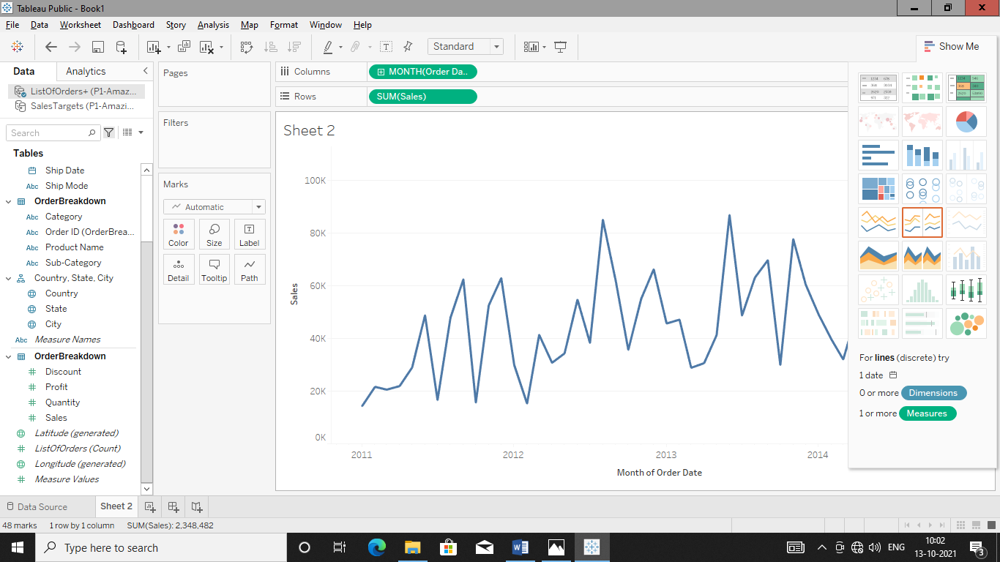 Tableau Public - Book1
File Data Worksheet Dashboard Story Analysis Map Format Window Help
Standard
Show Me
Data Analytics
ListOfOrders+ (P1-Amaz...
SalesTargets (P1-Amazi...
Search
Tables
Ship Date
Abc Ship Mode
OrderBreakdown
Abc Category
Abc Order ID (OrderBrea...
Abc Product Name
Abc Sub-Category
Country, State, City
Country
State
City
Abc Measure Names
OrderBreakdown
# Discount
# Profit
# Quantity
# Sales
Latitude (generated)
# ListOfOrders (Count)
Longitude (generated)
# Measure Values
Pages
Filters
Marks
Automatic
Color Size Label
Detail Tooltip Path
Columns MONTH(Order Da..
Rows SUM(Sales)
Sheet 2
100K
80K
60K
40K
20K
0K
Sales
2011 2012 2013 2014
Month of Order Date
For lines (discrete) try
1 date
0 or more Dimensions
1 or more Measures
Data Source Sheet 2
48 marks 1 row by 1 column SUM(Sales): 2,348,482
Type here to search
ENG
10:02
13-10-2021
3